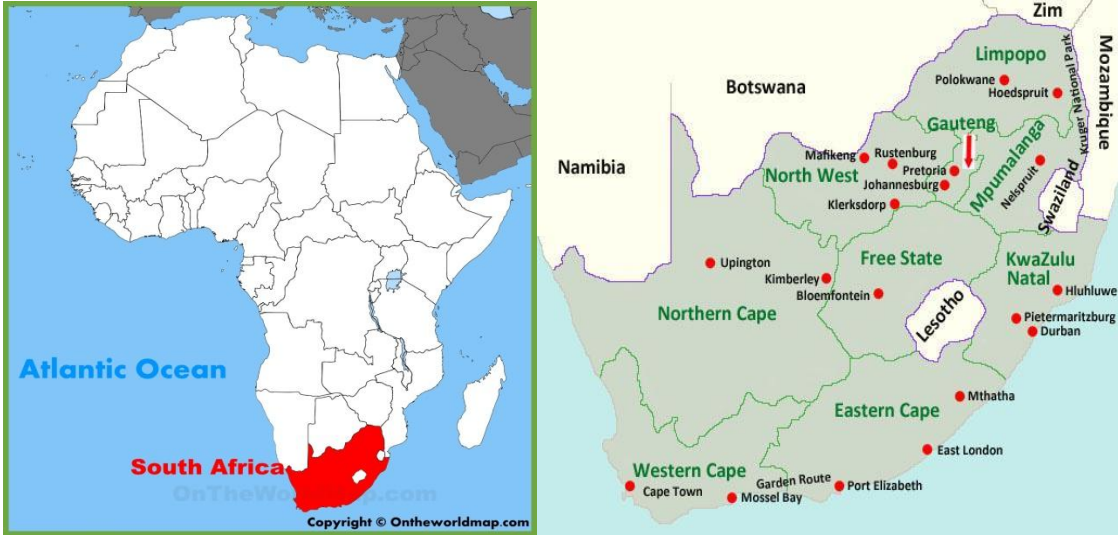 Atlantic Ocean
South Africa
OnTheWorldMap.com
Copyright © Ontheworldmap.com
Zim
Limpopo
Kruger National Park
Mozambique
Polokwane
Hoedspruit
Botswana
Gauteng
Mpumalanga
Namibia
Mafikeng
Rustenburg
North West
Pretoria
Johannesburg
Nelspruit
Swaziland
Klerksdorp
Upington
Kimberley
Free State
Bloemfontein
KwaZulu
Natal
Hluhluwe
Northern Cape
Lesotho
Pietermaritzburg
Durban
Eastern Cape
Mthatha
East London
Western Cape
Garden Route
Cape Town
Mossel Bay
Port Elizabeth